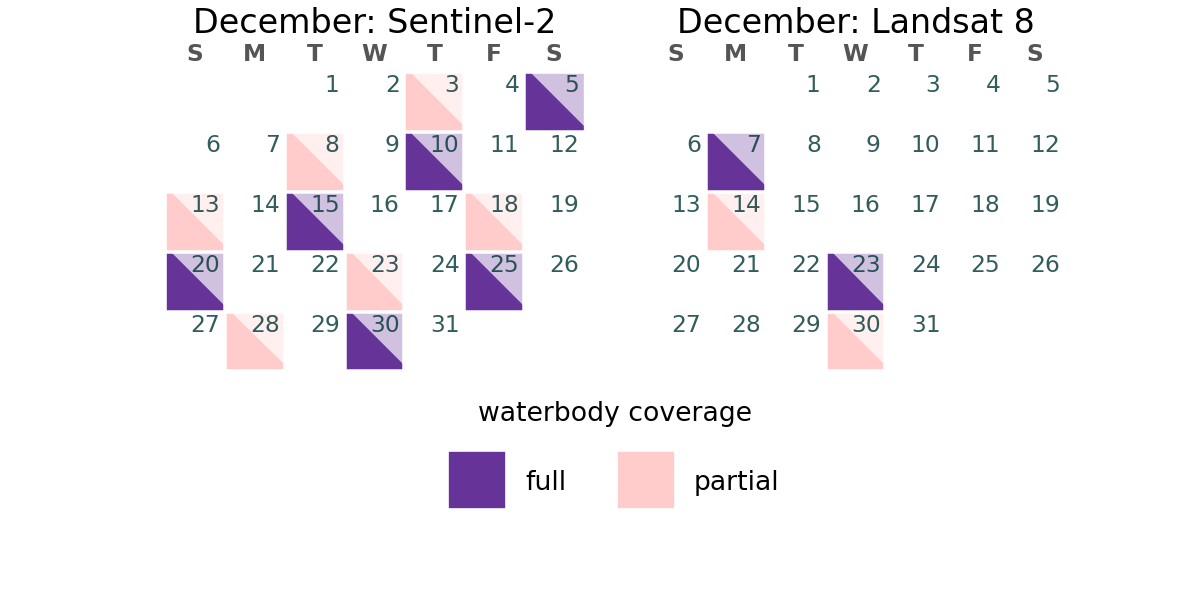 December: Sentinel-2
S M T W T F S
1 2 3 4 5
6 7 8 9 10 11 12
13 14 15 16 17 18 19
20 21 22 23 24 25 26
27 28 29 30 31
December: Landsat 8
S M T W T F S
1 2 3 4 5
6 7 8 9 10 11 12
13 14 15 16 17 18 19
20 21 22 23 24 25 26
27 28 29 30 31
waterbody coverage
full
partial